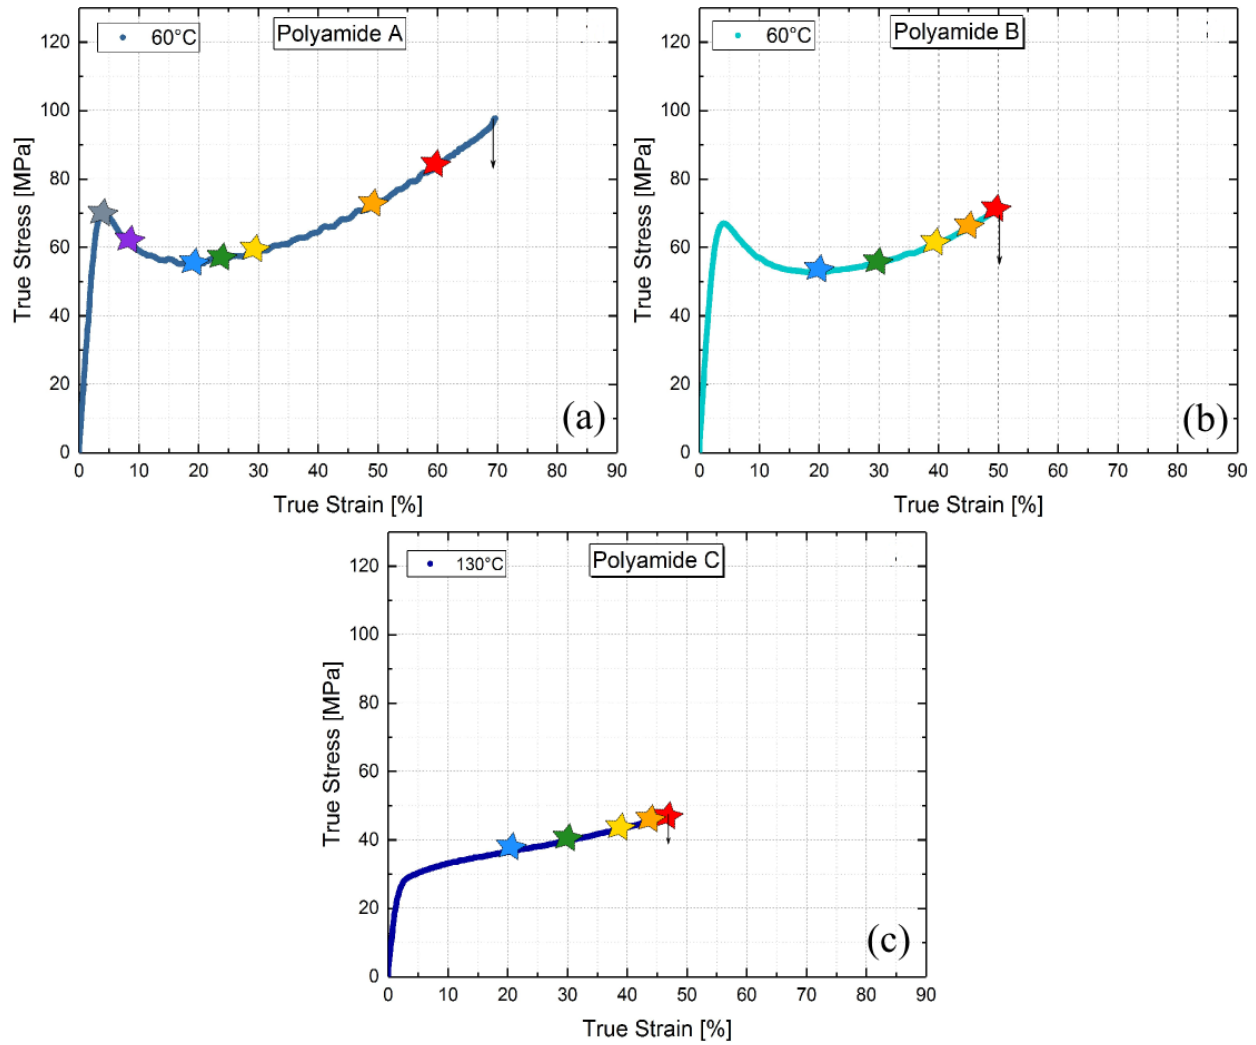 60°C
Polyamide A
120
100
80
60
40
20
0
True Stress [MPa]
(a)
0 10 20 30 40 50 60 70 80 90
True Strain [%]
60°C
Polyamide B
120
100
80
60
40
20
0
True Stress [MPa]
(b)
0 10 20 30 40 50 60 70 80 90
True Strain [%]
130°C
Polyamide C
120
100
80
60
40
20
0
True Stress [MPa]
(c)
0 10 20 30 40 50 60 70 80 90
True Strain [%]